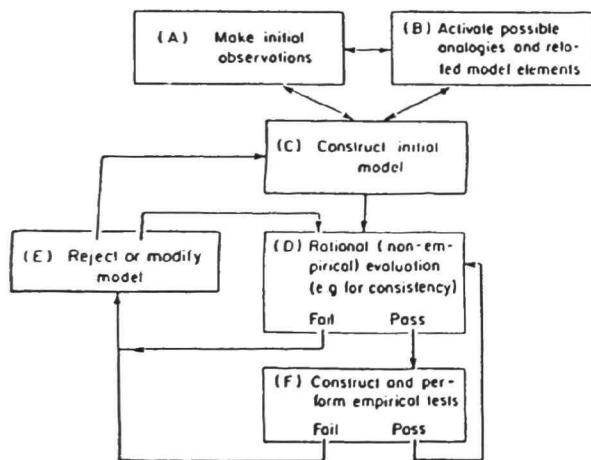 (A) Make initial
observations
(B) Activate possible
analogies and rela-
ted model elements
(C) Construct initial
model
(E) Reject or modify
model
(D) Rational (non-em-
pirical) evaluation
(e g for consistency)
Fail Pass
(F) Construct and per-
form empirical tests
Fail Pass